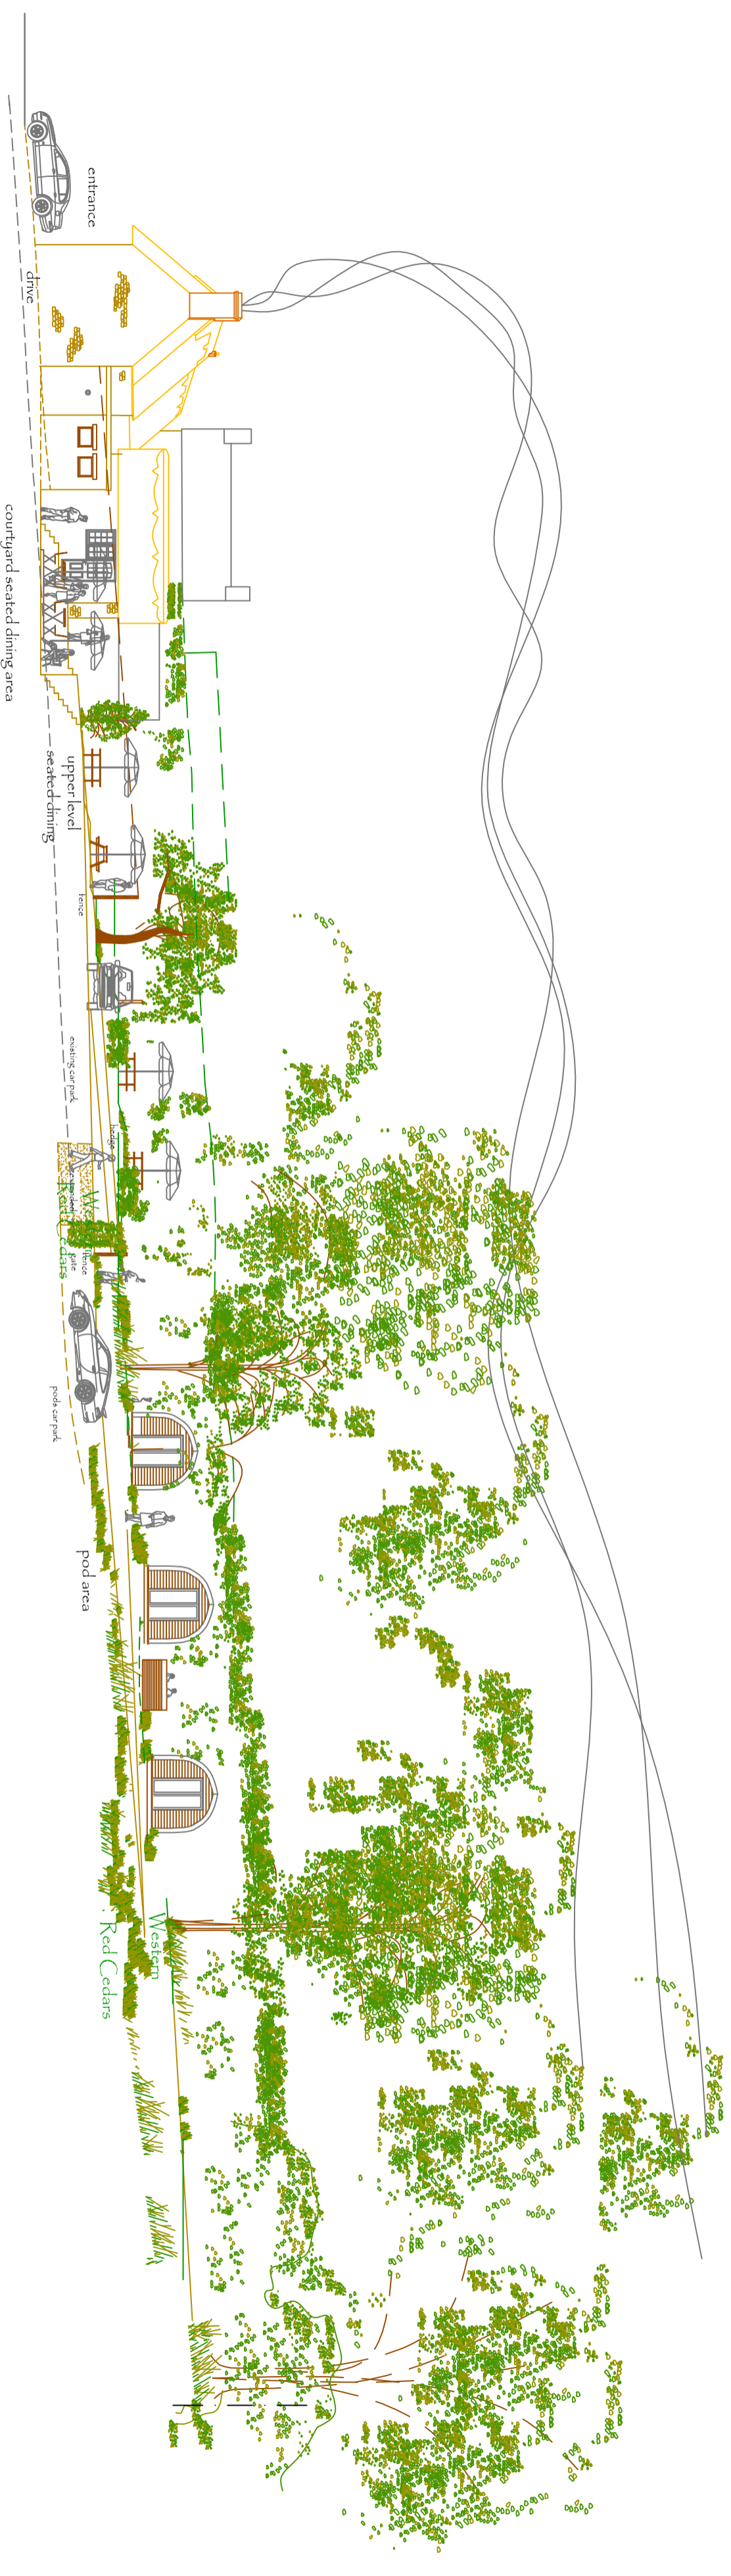 entrance
drive
courtyard seated dining area
upper level
seated dining
fence
existing car park
hedge
Western
Red Cedars
fence
gate
pods car park
pod area
Western
Red Cedars